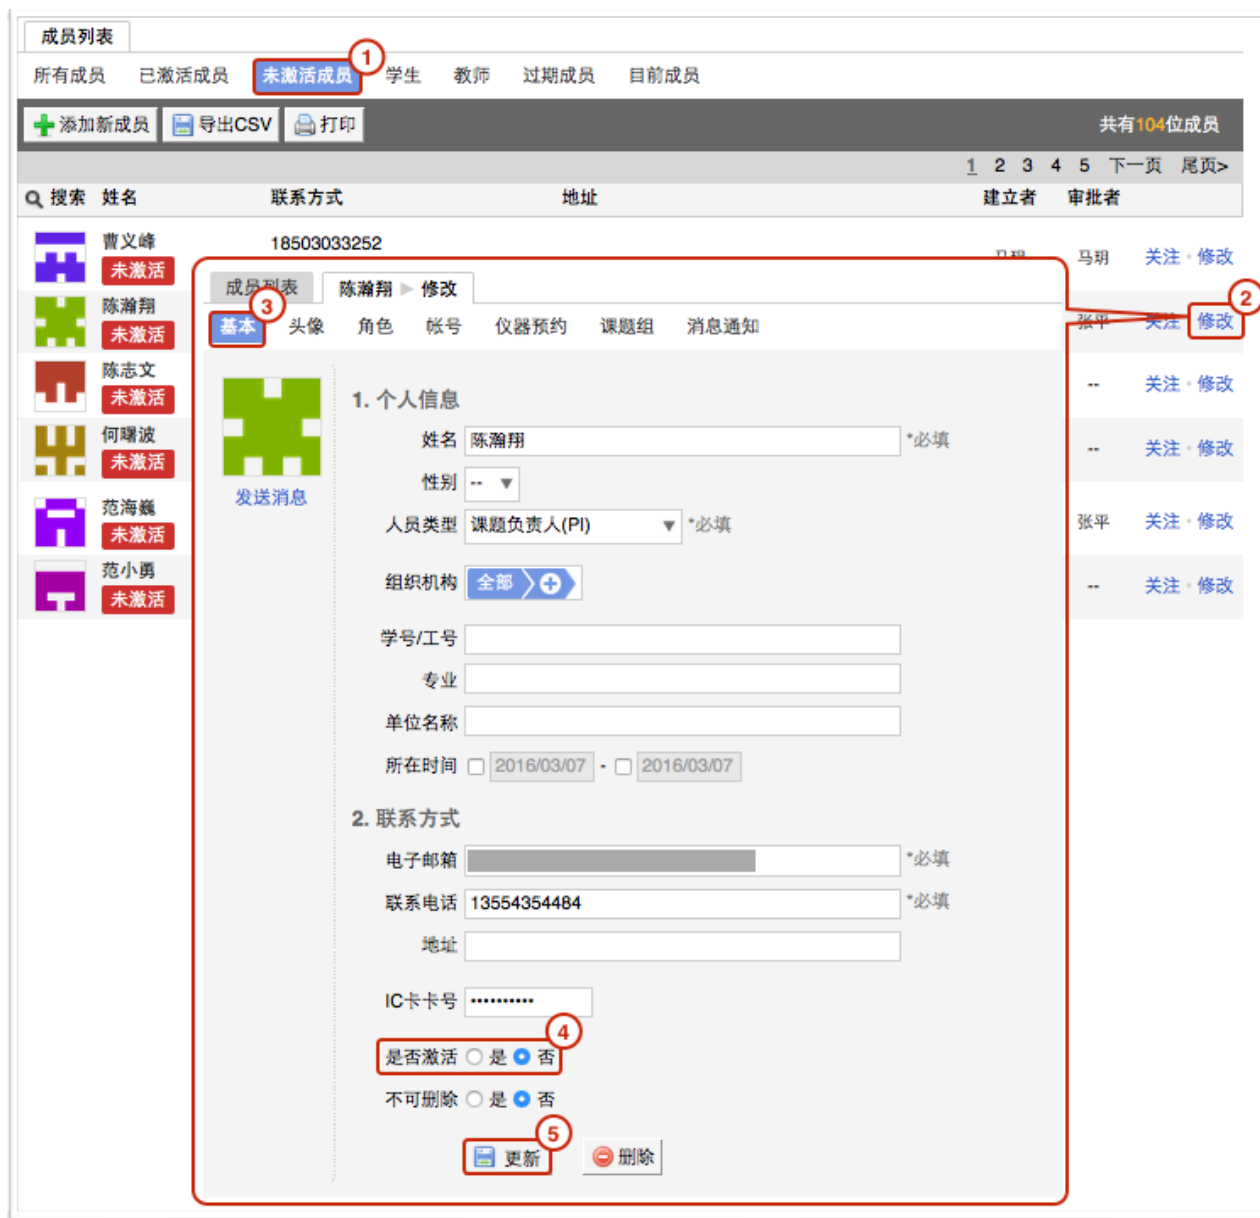 成员列表
1
所有成员 已激活成员 未激活成员 学生 教师 过期成员 目前成员
添加新成员 导出CSV 打印 共有104位成员
1 2 3 4 5 下一页 尾页>
搜索 姓名 联系方式 地址 建立者 审批者
曹义峰 18503033252
未激活 马玥 关注 修改
成员列表 陈瀚翔 修改
2
陈瀚翔 3
未激活 基本 头像 角色 帐号 仪器预约 课题组 消息通知 张平 关注 修改
陈志文
未激活 -- 关注 修改
1. 个人信息
何曙波 姓名 陈瀚翔 *必填
未激活 -- 关注 修改
性别 --
发送消息
范海巍
未激活 人员类型 课题负责人(PI) *必填 张平 关注 修改
范小勇 组织机构 全部
未激活 -- 关注 修改
学号/工号
专业
单位名称
所在时间 2016/03/07 - 2016/03/07
2. 联系方式
电子邮箱 *必填
联系电话 13554354484 *必填
地址
IC卡卡号 ••••••••••
4
是否激活 是 否
不可删除 是 否
5
更新 删除